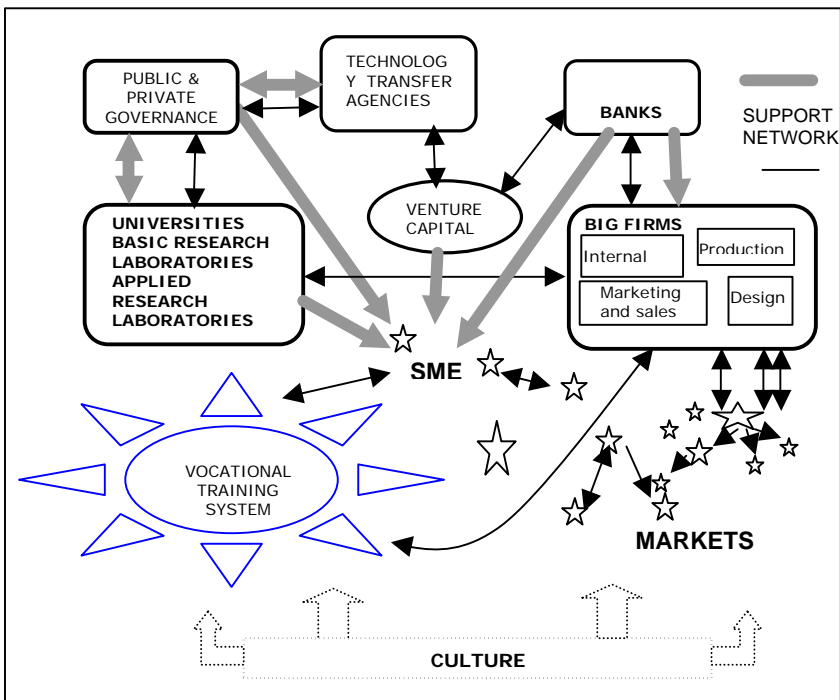 PUBLIC &
PRIVATE
GOVERNANCE
TECHNOLOG
Y TRANSFER
AGENCIES
BANKS
SUPPORT
NETWORK
UNIVERSITIES
BASIC RESEARCH
LABORATORIES
APPLIED
RESEARCH
LABORATORIES
VENTURE
CAPITAL
BIG FIRMS
Internal
Production
Marketing
and sales
Design
SME
VOCATIONAL
TRAINING
SYSTEM
MARKETS
CULTURE